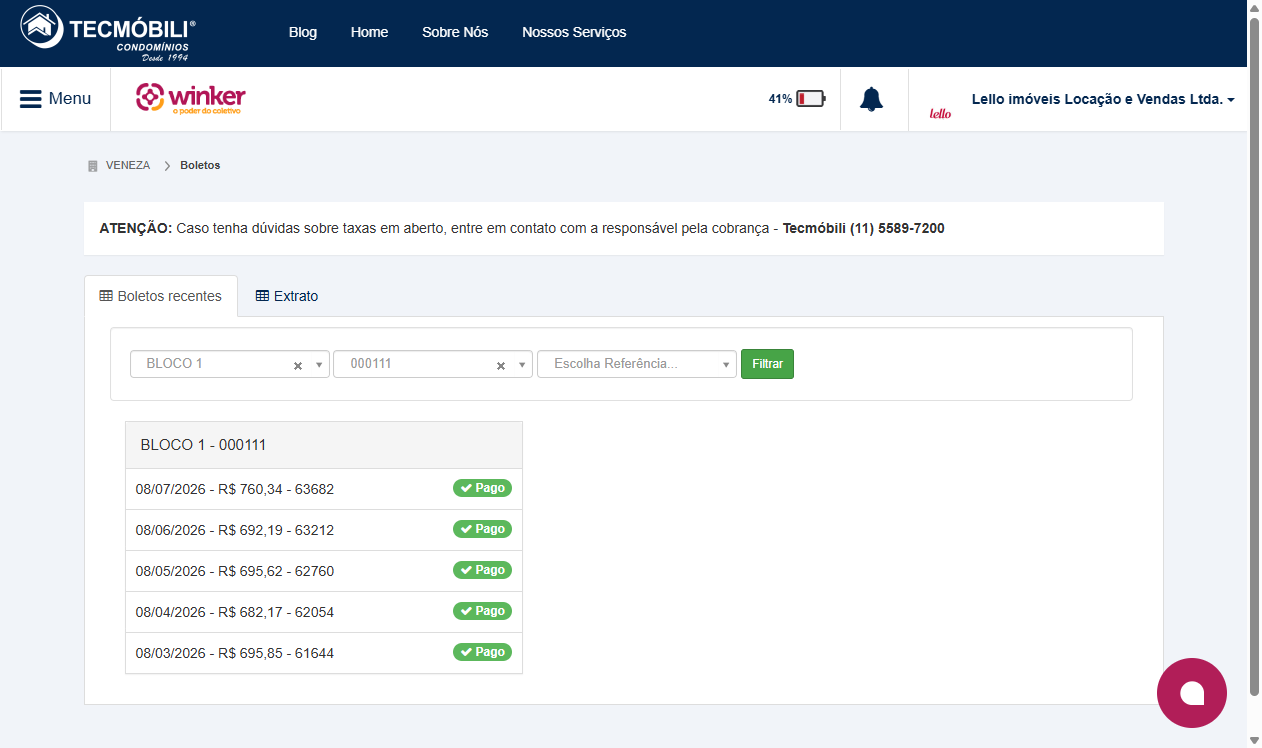 TECMÓBILI®
CONDOMÍNIOS
Desde 1994
Blog Home Sobre Nós Nossos Serviços
Menu
winker
o poder do coletivo
41%
lello
Lello imóveis Locação e Vendas Ltda.
VENEZA Boletos
ATENÇÃO: Caso tenha dúvidas sobre taxas em aberto, entre em contato com a responsável pela cobrança - Tecmóbili (11) 5589-7200
Boletos recentes Extrato
BLOCO 1 × 000111 × Escolha Referência... Filtrar
BLOCO 1 - 000111
08/07/2026 - R$ 760,34 - 63682 Pago
08/06/2026 - R$ 692,19 - 63212 Pago
08/05/2026 - R$ 695,62 - 62760 Pago
08/04/2026 - R$ 682,17 - 62054 Pago
08/03/2026 - R$ 695,85 - 61644 Pago